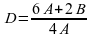 D = (6 A + 2 B) / (4 A)